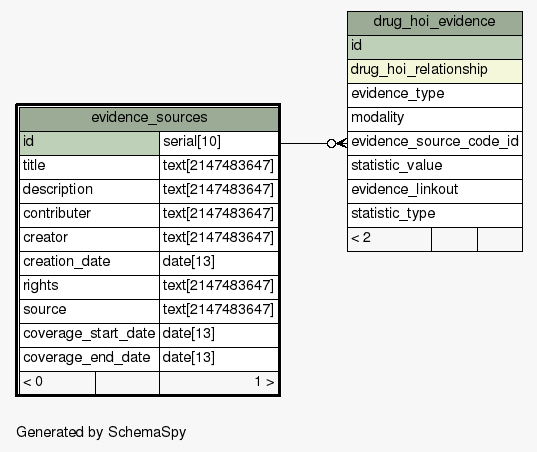 drug_hoi_evidence
id
drug_hoi_relationship
evidence_type
modality
evidence_source_code_id
statistic_value
evidence_linkout
statistic_type
< 2
evidence_sources
id serial[10]
title text[2147483647]
description text[2147483647]
contributer text[2147483647]
creator text[2147483647]
creation_date date[13]
rights text[2147483647]
source text[2147483647]
coverage_start_date date[13]
coverage_end_date date[13]
< 0 1 >
Generated by SchemaSpy